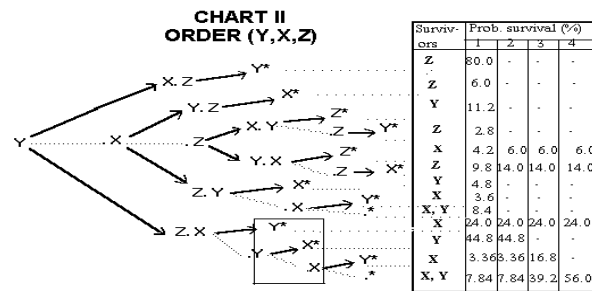 CHART II
ORDER (Y,X,Z)
Surviv-
ors
Prob. survival (%)
1 2 3 4
Z 80.0 - - -
Z 6.0 - - -
Y 11.2 - - -
Z 2.8 - - -
X 4.2 6.0 6.0 6.0
Z 9.8 14.0 14.0 14.0
Y 4.8 - - -
X 3.6 - - -
X, Y 8.4 - - -
X 24.0 24.0 24.0 24.0
Y 44.8 44.8 - -
X 3.36 3.36 16.8 -
X, Y 7.84 7.84 39.2 56.0
X.Z Y*
Y.Z X*
X.Y Z*
.Z Y*
Y .X .Z
Y.X Z*
.Z X*
Z.Y X*
.X Y*
.*
Z.X Y*
.Y X*
.X Y*
.*